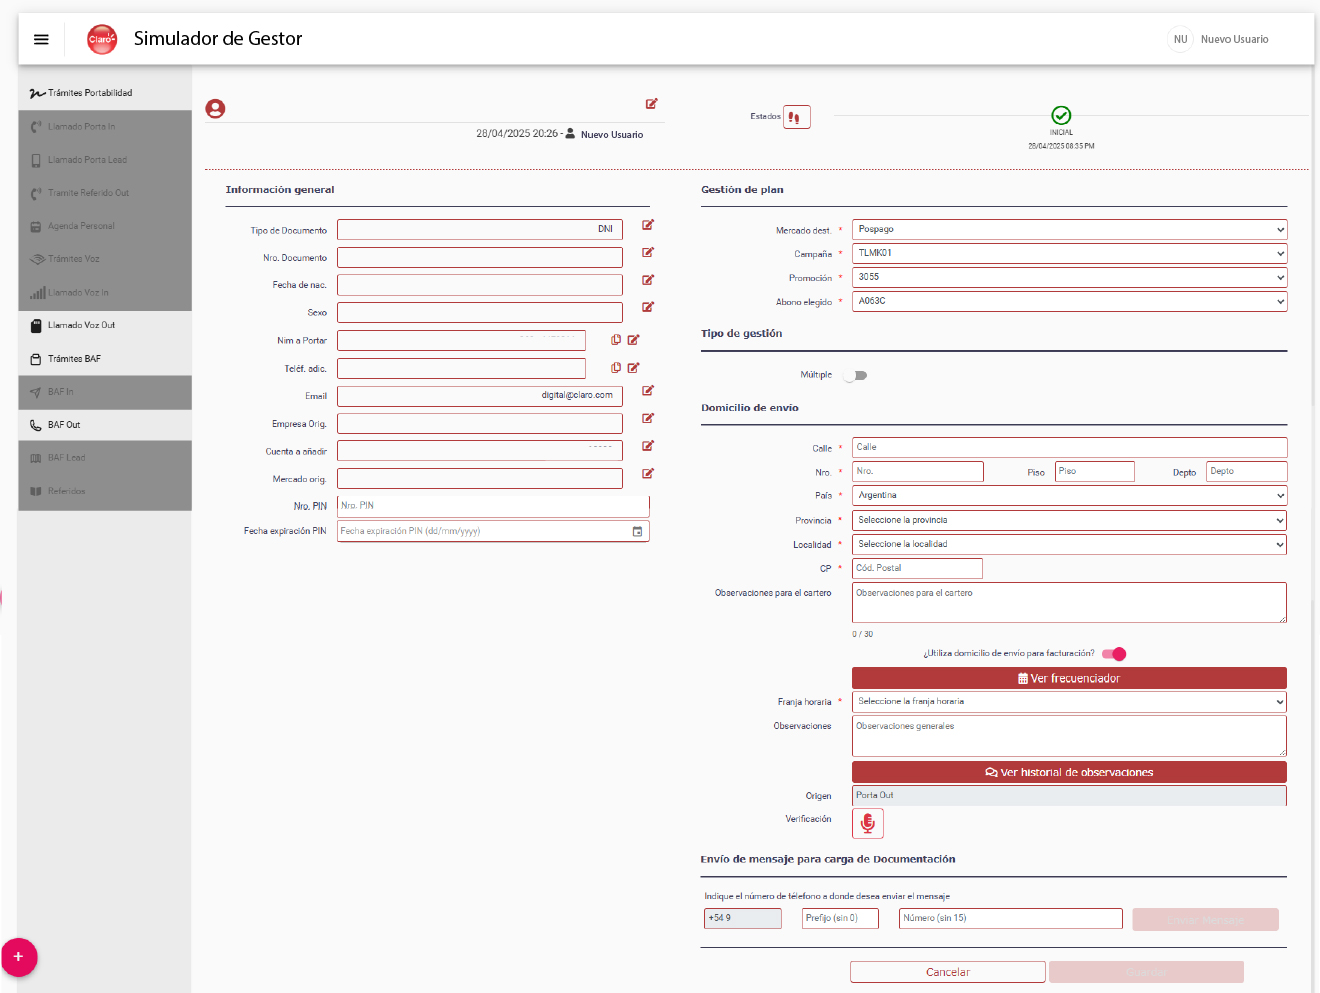 Claro
Simulador de Gestor
NU Nuevo Usuario
Trámites Portabilidad
Llamado Porta In
Llamado Porta Lead
Tramite Referido Out
Agenda Personal
Trámites Voz
Llamado Voz In
Llamado Voz Out
Trámites BAF
BAF In
BAF Out
BAF Lead
Referidos
28/04/2025 20:26 - Nuevo Usuario
Estados
INICIAL
28/04/2025 08:35 PM
Información general
Tipo de Documento DNI
Nro. Documento
Fecha de nac.
Sexo
Nim a Portar
Teléf. adic.
Email digital@claro.com
Empresa Orig.
Cuenta a añadir
Mercado orig.
Nro. PIN Nro. PIN
Fecha expiración PIN Fecha expiración PIN (dd/mm/yyyy)
Gestión de plan
Mercado dest. * Pospago
Campaña * TLMK01
Promoción * 3055
Abono elegido * A063C
Tipo de gestión
Múltiple
Domicilio de envío
Calle * Calle
Nro. * Nro. Piso Piso Depto Depto
País * Argentina
Provincia * Seleccione la provincia
Localidad * Seleccione la localidad
CP * Cód. Postal
Observaciones para el cartero Observaciones para el cartero
0 / 30
¿Utiliza domicilio de envío para facturación?
Ver frecuenciador
Franja horaria * Seleccione la franja horaria
Observaciones Observaciones generales
Ver historial de observaciones
Origen Porta Out
Verificación
Envío de mensaje para carga de Documentación
Indique el número de télefono a donde desea enviar el mensaje
+54 9 Prefijo (sin 0) Número (sin 15) Enviar Mensaje
Cancelar Guardar
+